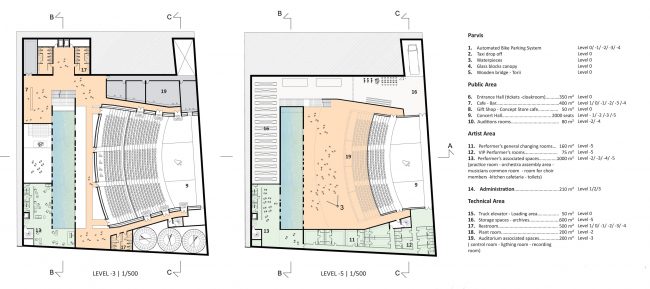 B
C
B
C
17
7
19
9
13
17
B
C
LEVEL -3 | 1/500
16
19
9
3
13
12
11
B
C
LEVEL -5 | 1/500
A
Parvis
1. Automated Bike Parking System Level 0/ -1/ -2/ -3/ -4
2. Taxi drop off Level 0
3. Waterpieces Level 0
4. Glass blocks canopy Level 0
5. Wooden bridge - Torii Level 0
Public Area
6. Entrance Hall (tickets -cloakroom) 350 m² Level 0
7. Cafe - Bar 400 m² Level 1/ 0/ -1/ -2/ -3 /-4
8. Gift Shop - Concept Store cafe 50 m² Level 0
9. Concert Hall 2000 seats Level - 1/ -2 /-3 /-5
10. Auditions rooms 80 m² Level -2/ -4
Artist Area
11. Performer's general changing rooms 160 m² Level -5
12. VIP Performer's rooms 75 m² Level -5
13. Performer's associated spaces 1000 m² Level -2/ -3/ -4/ -5
(practice room - orchestra assembly area -
musicians common room - room for choir
members -kitchen cafeteria - toilets)
14. Administration 210 m² Level 1/2/3
Technical Area
15. Truck elevator - Loading area 50 m² Level 0
16. Storage spaces - archives 600 m² Level -5
17. Restroom 500 m² Level 1/ 0/ -1/ -2/ -3/ -4
18. Plant room 200 m² Level -2
19. Auditorium associated spaces 200 m² Level -3
( control room - ligthing room - recording
room)